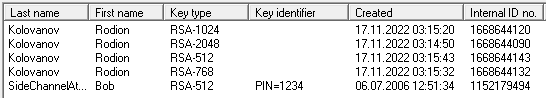 Last name First name Key type Key identifier Created Internal ID no.
Kolovanov Rodion RSA-1024 17.11.2022 03:15:20 1668644120
Kolovanov Rodion RSA-2048 17.11.2022 03:14:50 1668644090
Kolovanov Rodion RSA-512 17.11.2022 03:15:43 1668644143
Kolovanov Rodion RSA-768 17.11.2022 03:15:32 1668644132
SideChannelAt... Bob RSA-512 PIN=1234 06.07.2006 12:51:34 1152179494